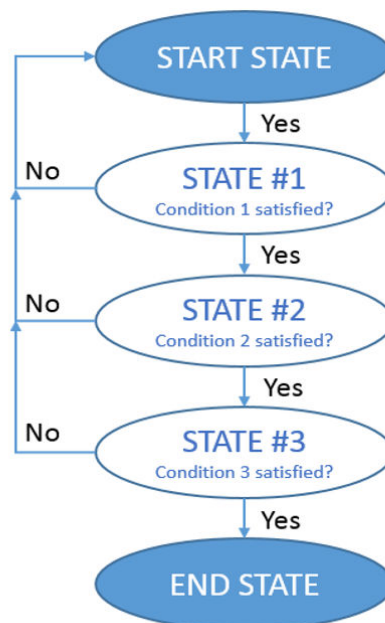 START STATE
Yes
No
STATE #1
Condition 1 satisfied?
Yes
No
STATE #2
Condition 2 satisfied?
Yes
No
STATE #3
Condition 3 satisfied?
Yes
END STATE